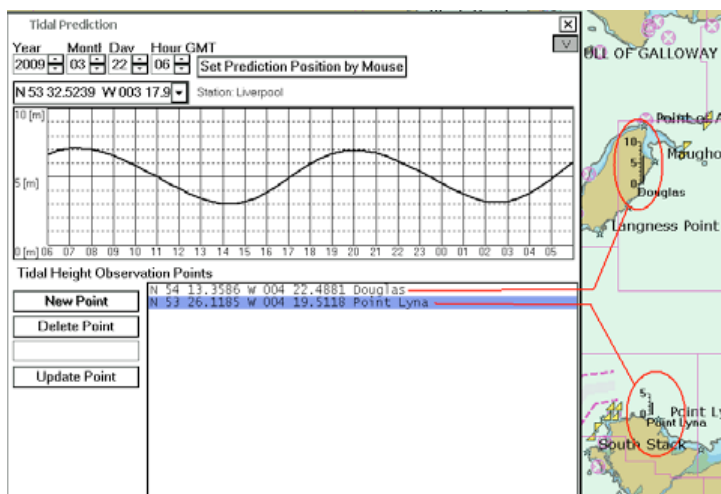 Tidal Prediction
Year Month Day Hour GMT
2009 03 22 06 Set Prediction Position by Mouse
N 53 32.5239 W 003 17.9 Station: Liverpool
10 [m]
5 [m]
0 [m] 06 07 08 09 10 11 12 13 14 15 16 17 18 19 20 21 22 23 00 01 02 03 04 05
Tidal Height Observation Points
New Point
Delete Point
Update Point
N 54 13.3586 W 004 22.4881 Douglas
N 53 26.1185 W 004 19.5118 Point Lyna
ULL OF GALLOWAY
Point of A
Maugho
10
5
0
Douglas
Langness Point
5
0
Point Ly
Point Lyna
South Stack